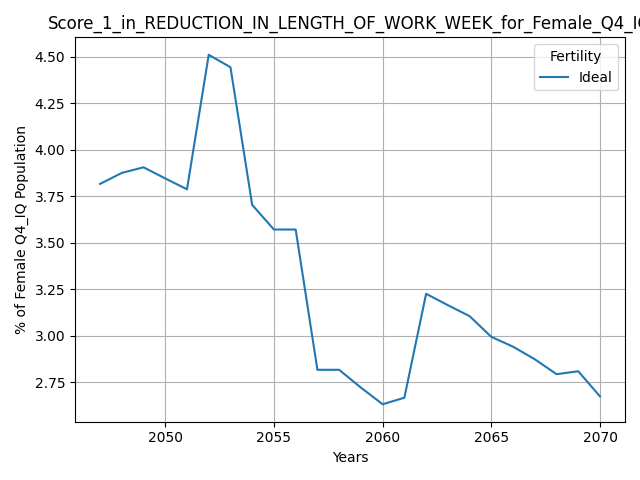 Score_1_in_REDUCTION_IN_LENGTH_OF_WORK_WEEK_for_Female_Q4_IQ
Fertility
Ideal
% of Female Q4_IQ Population
4.50
4.25
4.00
3.75
3.50
3.25
3.00
2.75
2050
2055
2060
2065
2070
Years